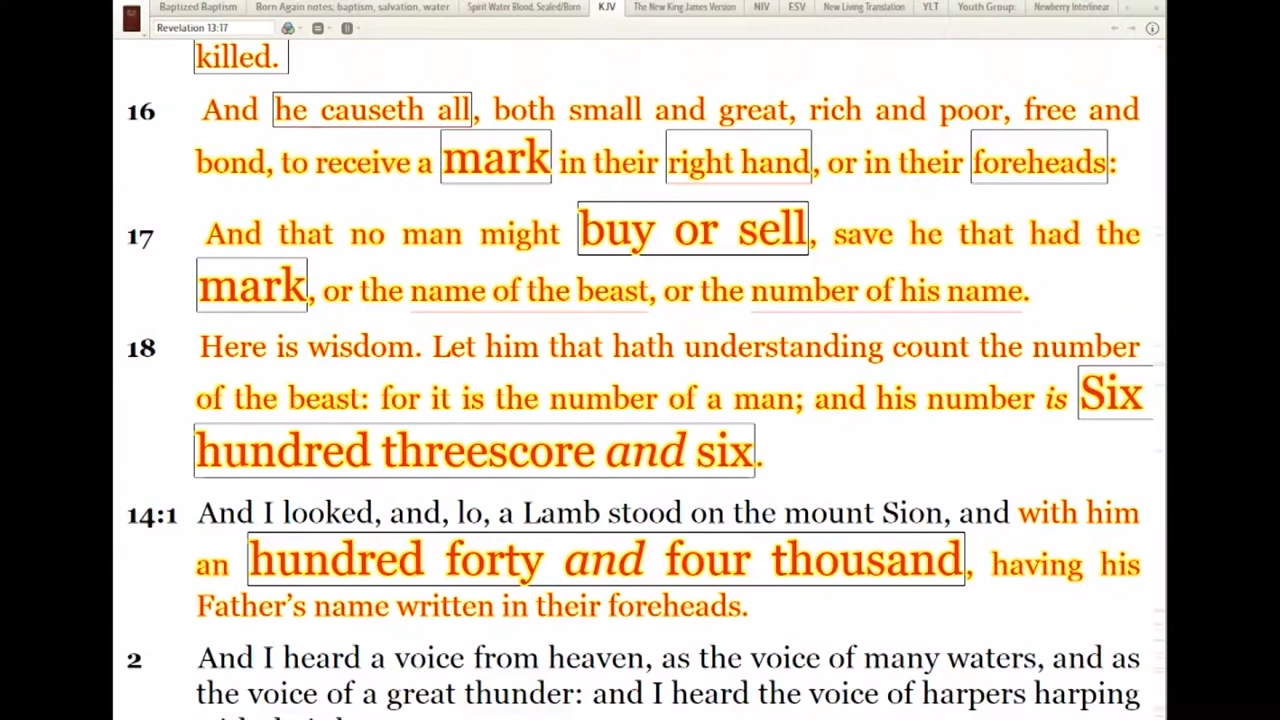 Baptized Baptism Born Again notes; baptism, salvation, water Spirit Water Blood, Sealed/Born KJV The New King James Version NIV ESV New Living Translation YLT Youth Group: Newberry Interlinear
Revelation 13:17
killed.
16 And he causeth all, both small and great, rich and poor, free and
bond, to receive a mark in their right hand, or in their foreheads:
17 And that no man might buy or sell, save he that had the
mark, or the name of the beast, or the number of his name.
18 Here is wisdom. Let him that hath understanding count the number
of the beast: for it is the number of a man; and his number is Six
hundred threescore and six.
14:1 And I looked, and, lo, a Lamb stood on the mount Sion, and with him
an hundred forty and four thousand, having his
Father’s name written in their foreheads.
2 And I heard a voice from heaven, as the voice of many waters, and as
the voice of a great thunder: and I heard the voice of harpers harping